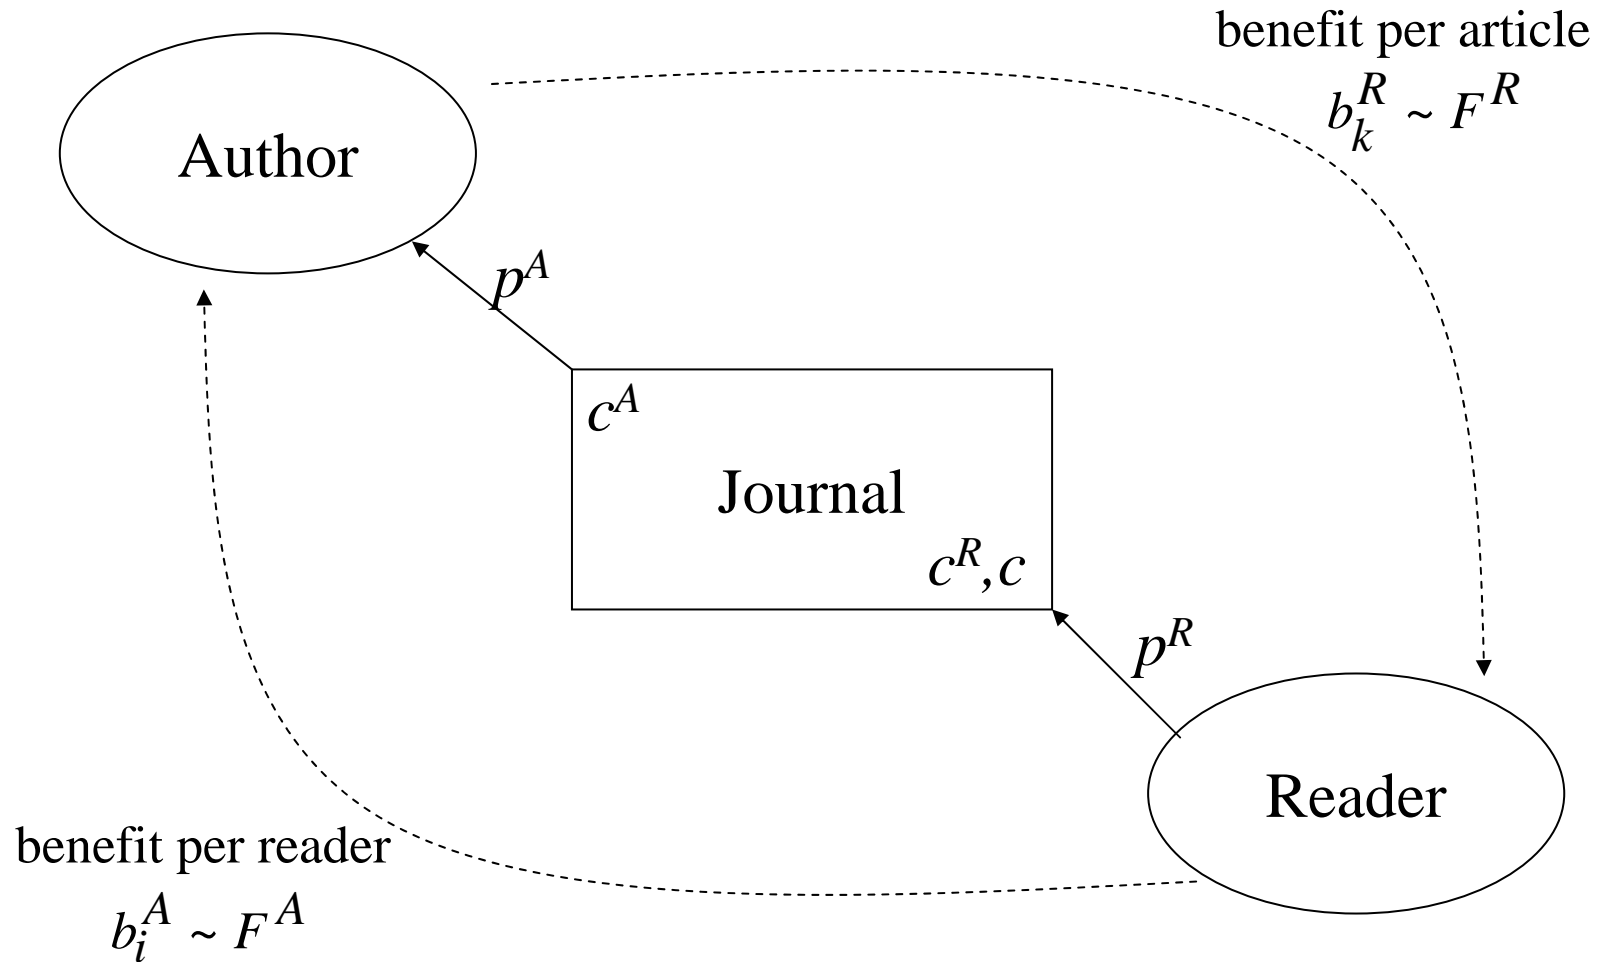 benefit per article
b_k^R ~ F^R
Author
p^A
c^A
Journal
c^R,c
p^R
Reader
benefit per reader
b_i^A ~ F^A